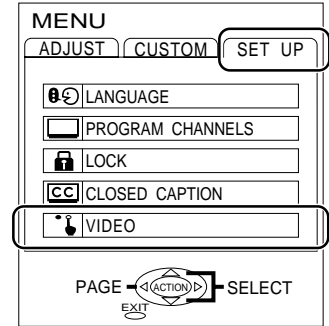 MENU
ADJUST CUSTOM SET UP
LANGUAGE
PROGRAM CHANNELS
LOCK
CC CLOSED CAPTION
VIDEO
PAGE ACTION SELECT
EXIT